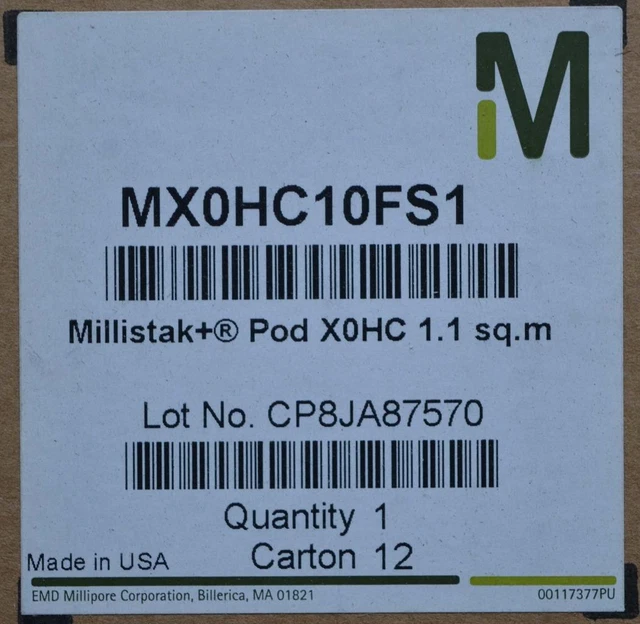 M
MX0HC10FS1
Millistak+® Pod X0HC 1.1 sq.m
Lot No. CP8JA87570
Quantity 1
Made in USA Carton 12
EMD Millipore Corporation, Billerica, MA 01821 00117377PU